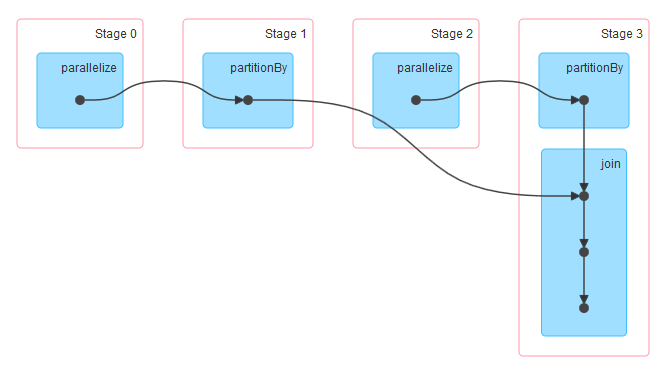 Stage 0
parallelize
Stage 1
partitionBy
Stage 2
parallelize
Stage 3
partitionBy
join